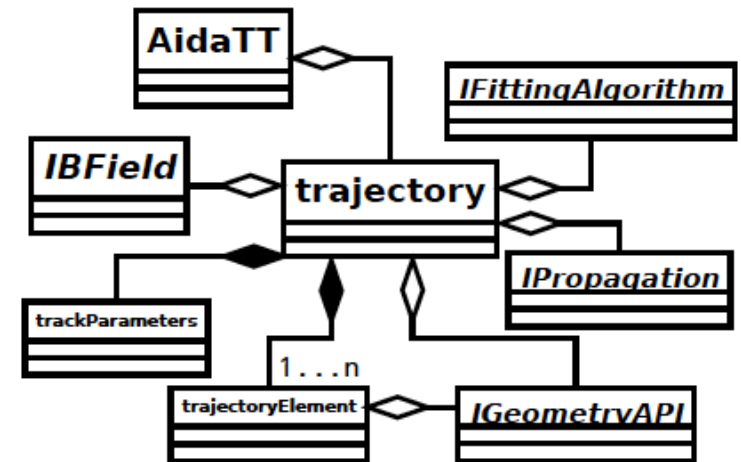 AidaTT
IFittingAlgorithm
IBField
trajectory
IPropagation
trackParameters
1...n
trajectoryElement
IGeometryAPI